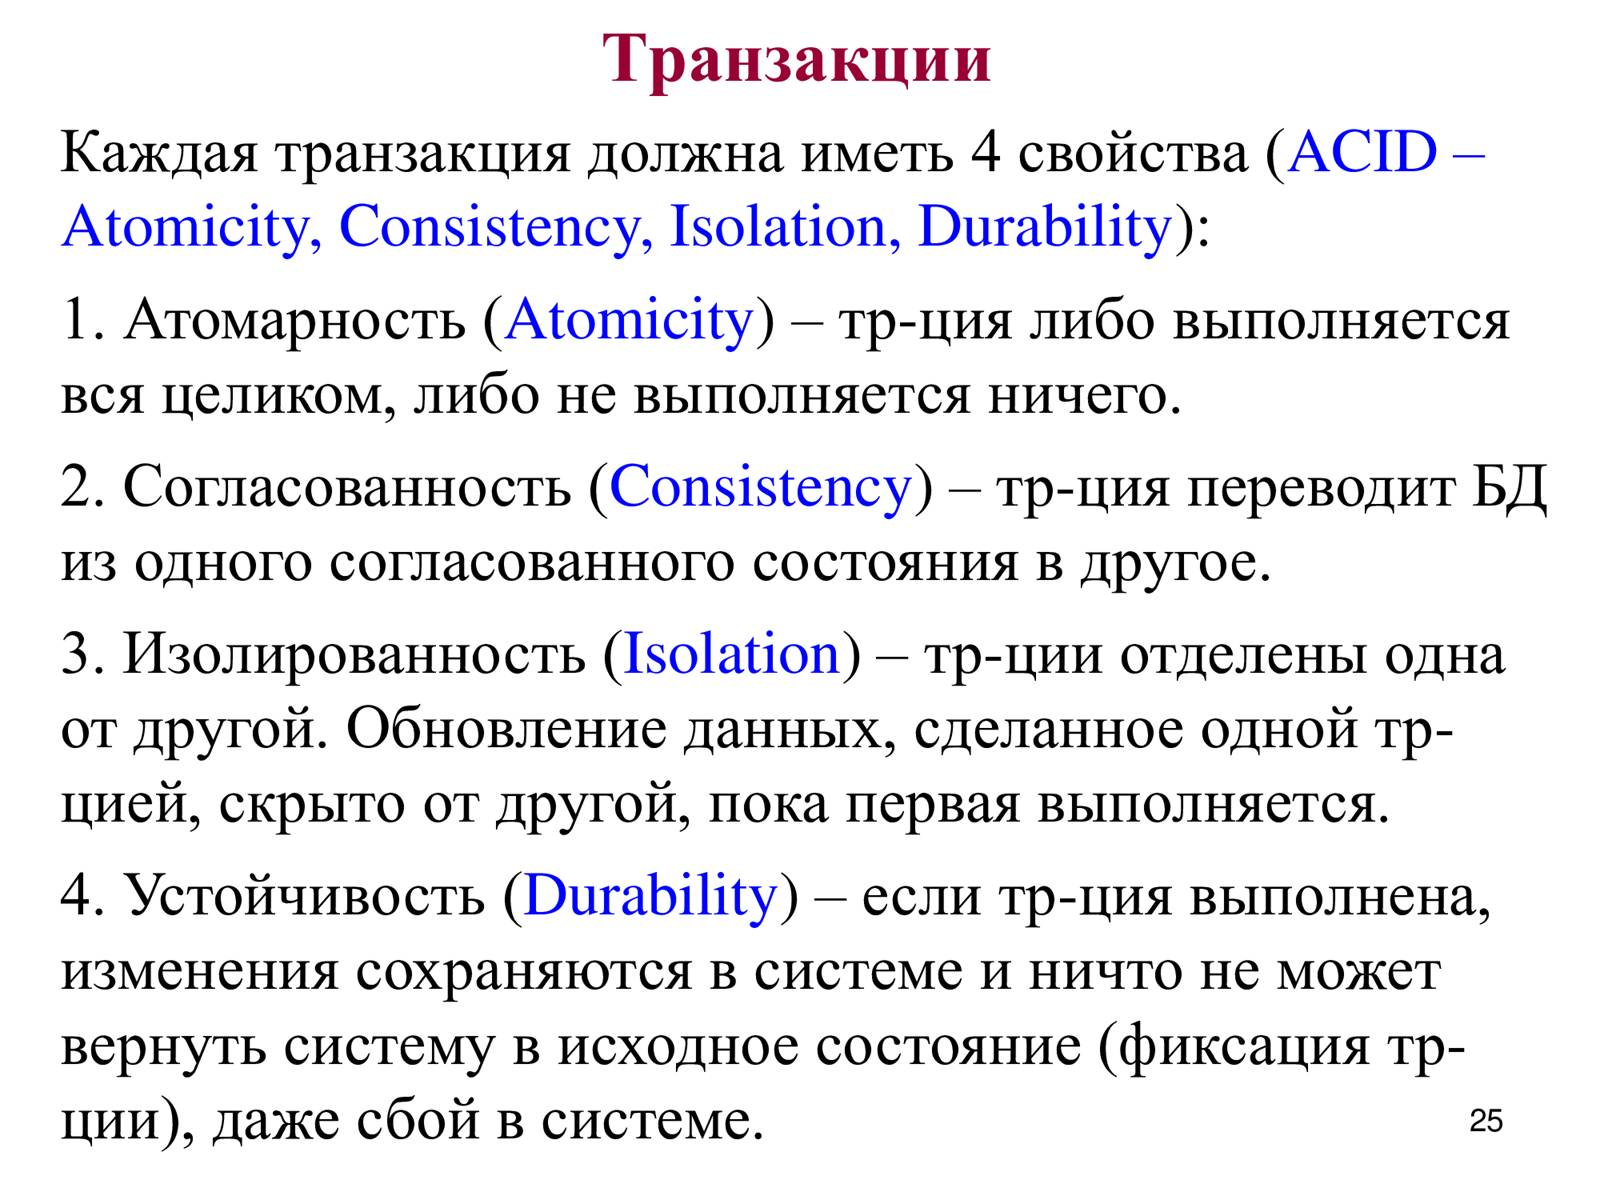 Транзакции
Каждая транзакция должна иметь 4 свойства (ACID –
Atomicity, Consistency, Isolation, Durability):
1. Атомарность (Atomicity) – тр-ция либо выполняется
вся целиком, либо не выполняется ничего.
2. Согласованность (Consistency) – тр-ция переводит БД
из одного согласованного состояния в другое.
3. Изолированность (Isolation) – тр-ции отделены одна
от другой. Обновление данных, сделанное одной тр-
цией, скрыто от другой, пока первая выполняется.
4. Устойчивость (Durability) – если тр-ция выполнена,
изменения сохраняются в системе и ничто не может
вернуть систему в исходное состояние (фиксация тр-
ции), даже сбой в системе.
25